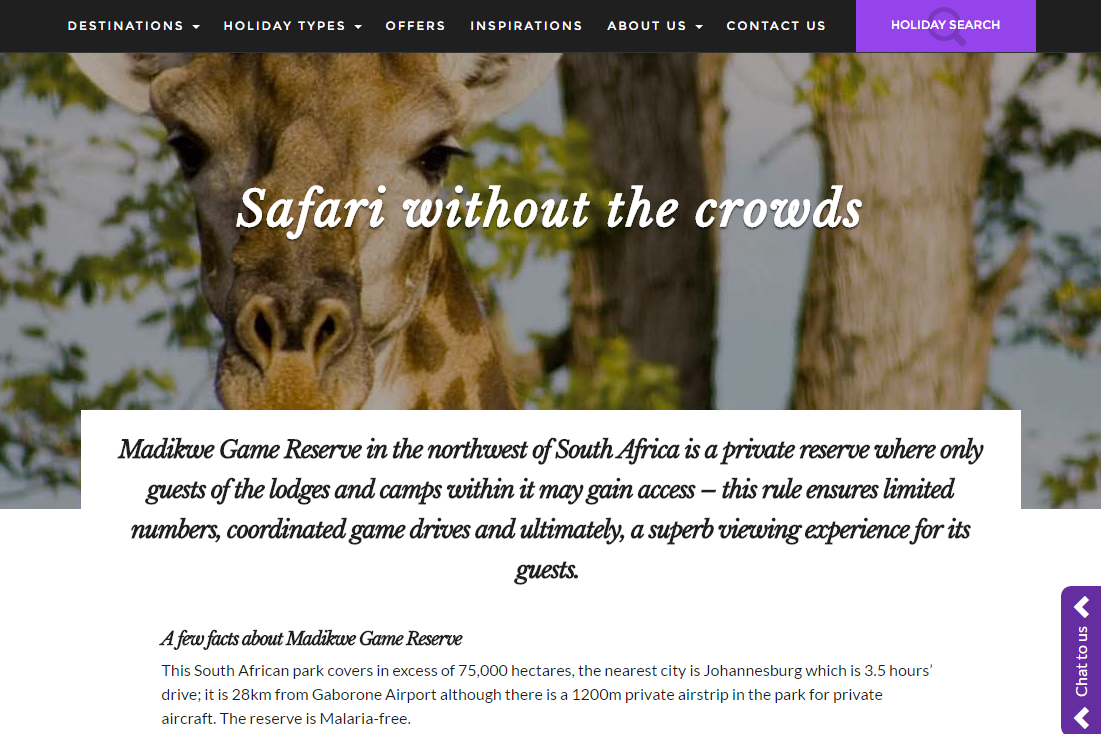 DESTINATIONS HOLIDAY TYPES OFFERS INSPIRATIONS ABOUT US CONTACT US HOLIDAY SEARCH
Safari without the crowds
Madikwe Game Reserve in the northwest of South Africa is a private reserve where only
guests of the lodges and camps within it may gain access – this rule ensures limited
numbers, coordinated game drives and ultimately, a superb viewing experience for its
guests.
A few facts about Madikwe Game Reserve
This South African park covers in excess of 75,000 hectares, the nearest city is Johannesburg which is 3.5 hours’
drive; it is 28km from Gaborone Airport although there is a 1200m private airstrip in the park for private
aircraft. The reserve is Malaria-free.
Chat to us